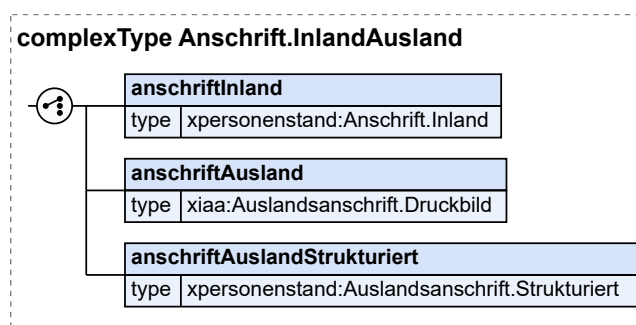 complexType Anschrift.InlandAusland
anschriftInland
type xpersonenstand:Anschrift.Inland
anschriftAusland
type xiaa:Auslandsanschrift.Druckbild
anschriftAuslandStrukturiert
type xpersonenstand:Auslandsanschrift.Strukturiert